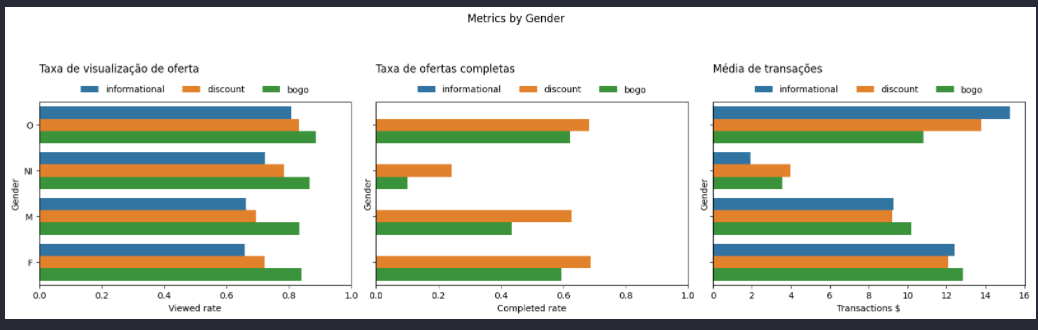 Metrics by Gender
Taxa de visualização de oferta
informational discount bogo
O
NI
M
F
Gender
0.0 0.2 0.4 0.6 0.8 1.0
Viewed rate
Taxa de ofertas completas
informational discount bogo
Gender
0.0 0.2 0.4 0.6 0.8 1.0
Completed rate
Média de transações
informational discount bogo
Gender
0 2 4 6 8 10 12 14 16
Transactions $